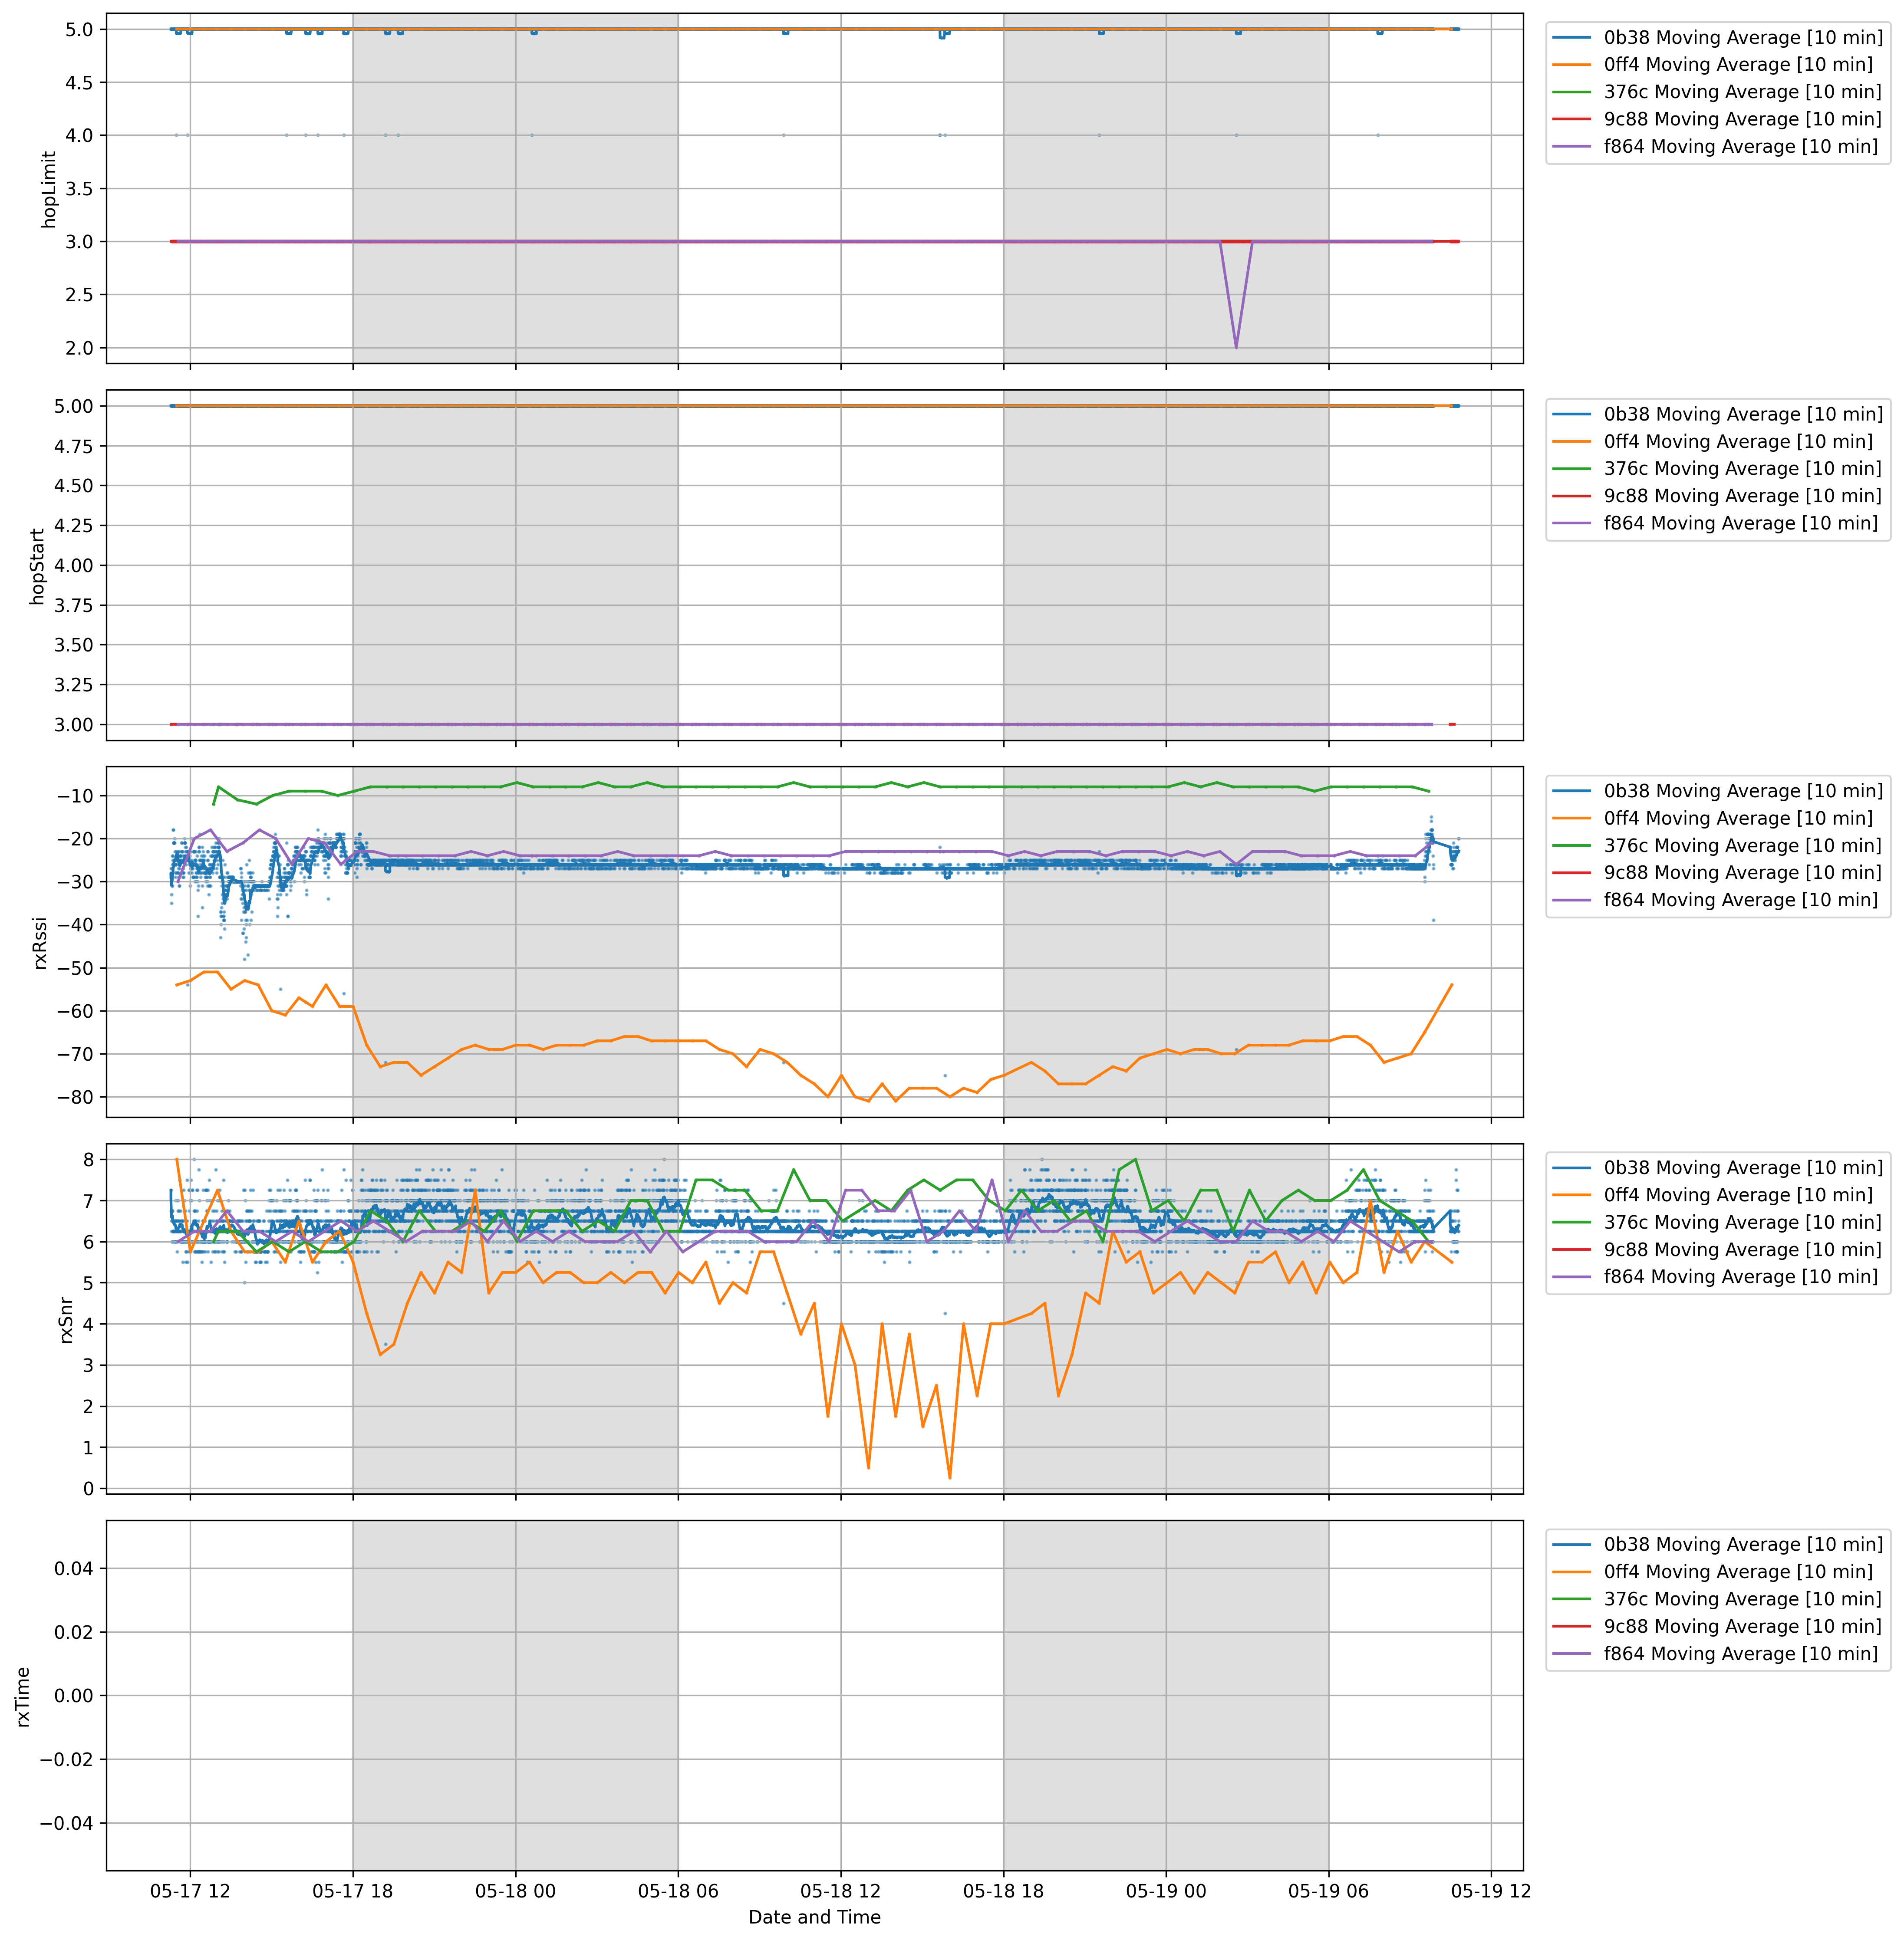 5.0
4.5
4.0
3.5
3.0
2.5
2.0
hopLimit
0b38 Moving Average [10 min]
0ff4 Moving Average [10 min]
376c Moving Average [10 min]
9c88 Moving Average [10 min]
f864 Moving Average [10 min]
5.00
4.75
4.50
4.25
4.00
3.75
3.50
3.25
3.00
hopStart
0b38 Moving Average [10 min]
0ff4 Moving Average [10 min]
376c Moving Average [10 min]
9c88 Moving Average [10 min]
f864 Moving Average [10 min]
−10
−20
−30
−40
−50
−60
−70
−80
rxRssi
0b38 Moving Average [10 min]
0ff4 Moving Average [10 min]
376c Moving Average [10 min]
9c88 Moving Average [10 min]
f864 Moving Average [10 min]
8
7
6
5
4
3
2
1
0
rxSnr
0b38 Moving Average [10 min]
0ff4 Moving Average [10 min]
376c Moving Average [10 min]
9c88 Moving Average [10 min]
f864 Moving Average [10 min]
0.04
0.02
0.00
−0.02
−0.04
rxTime
0b38 Moving Average [10 min]
0ff4 Moving Average [10 min]
376c Moving Average [10 min]
9c88 Moving Average [10 min]
f864 Moving Average [10 min]
05-17 12 05-17 18 05-18 00 05-18 06 05-18 12 05-18 18 05-19 00 05-19 06 05-19 12
Date and Time